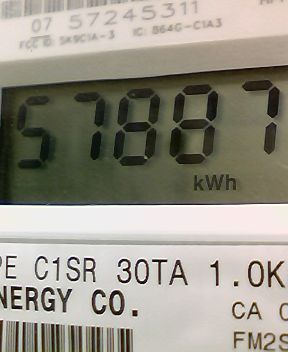 07 57245311
FCC ID: SK9C1A-3 IC: 864G-C1A3
57887
kWh
PE C1SR 30TA 1.0K
NERGY CO.
CA
FM2S